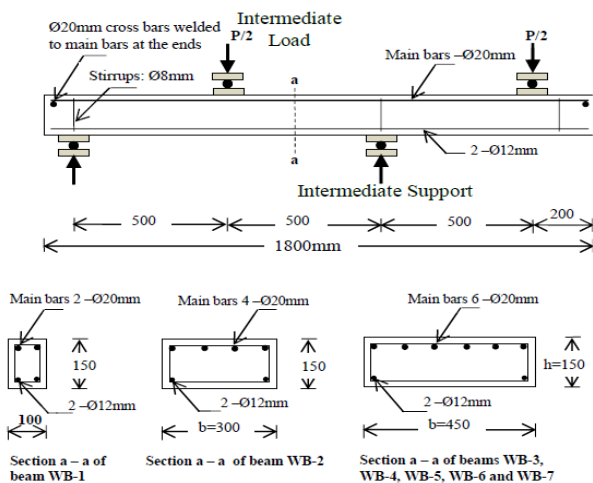 Ø20mm cross bars welded
to main bars at the ends
Stirrups: Ø8mm
Intermediate
Load
P/2
P/2
Main bars –Ø20mm
a
a
2 –Ø12mm
Intermediate Support
500
500
500
200
1800mm
Main bars 2 –Ø20mm
150
2 –Ø12mm
100
Section a – a of
beam WB-1
Main bars 4 –Ø20mm
150
2 –Ø12mm
b=300
Section a – a of beam WB-2
Main bars 6 –Ø20mm
h=150
2 –Ø12mm
b=450
Section a – a of beams WB-3,
WB-4, WB-5, WB-6 and WB-7